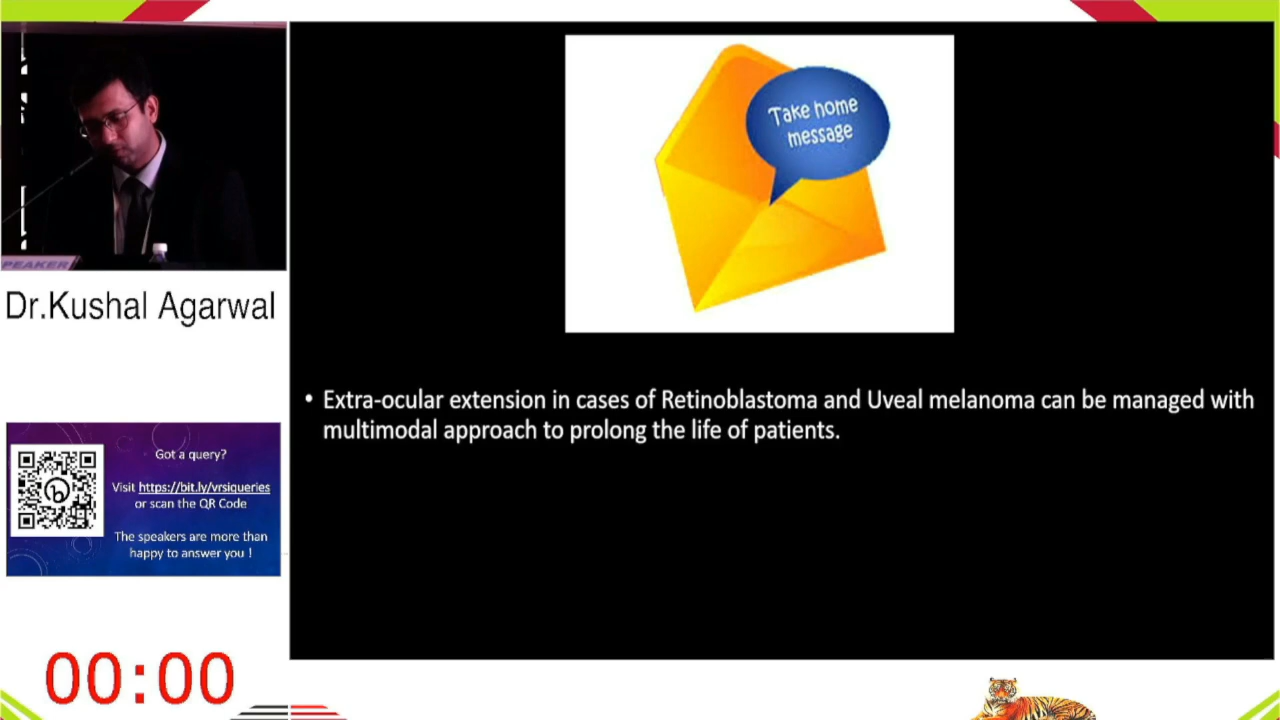 PEAKER
Dr.Kushal Agarwal
Got a query?
Visit https://bit.ly/vrsiqueries
or scan the QR Code
The speakers are more than
happy to answer you !
00:00
Take home
message
• Extra-ocular extension in cases of Retinoblastoma and Uveal melanoma can be managed with
multimodal approach to prolong the life of patients.